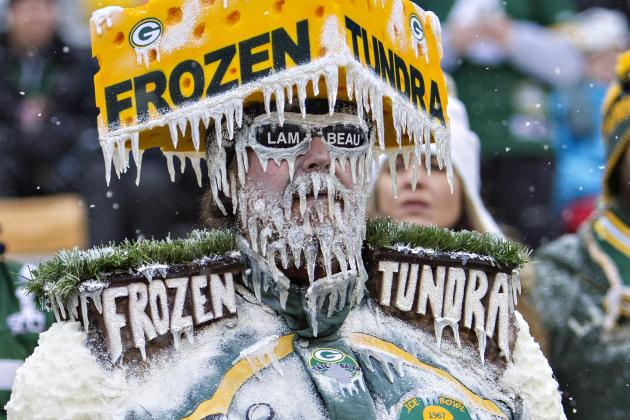 G
G
FROZEN TUNDRA
LAM BEAU
FROZEN TUNDRA
G
ICE BOWL
1967